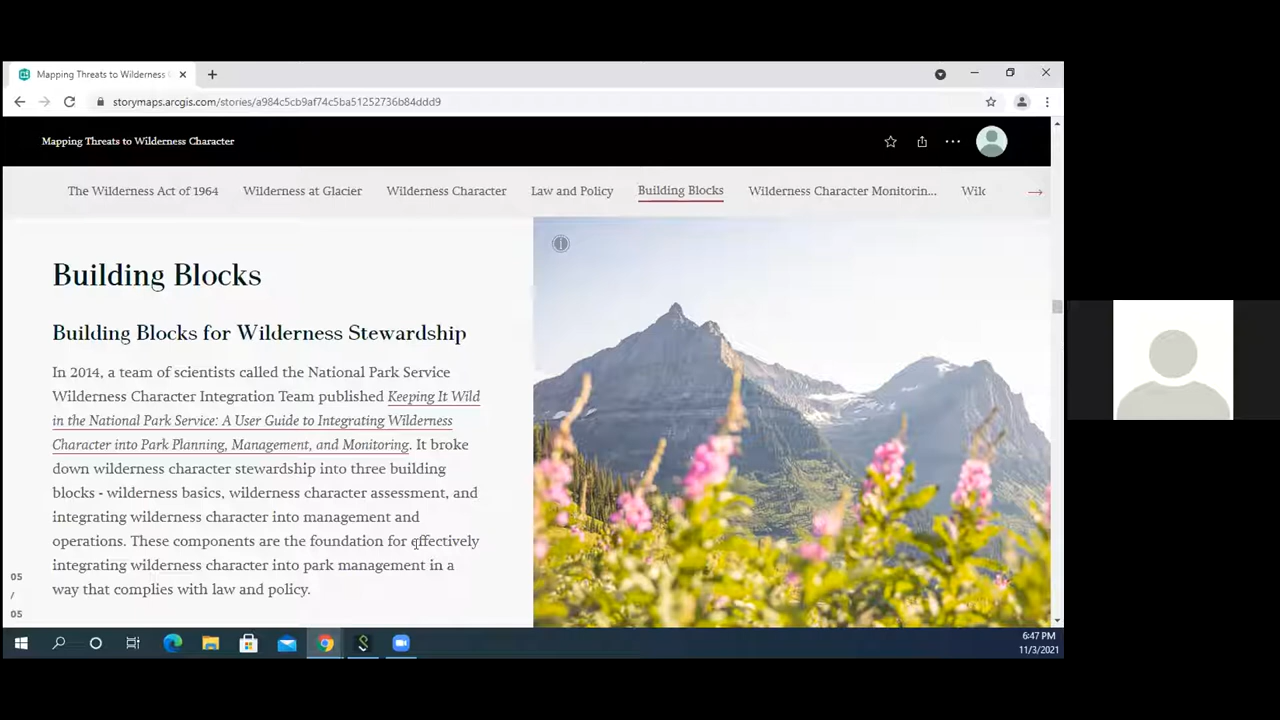 Mapping Threats to Wilderness
storymaps.arcgis.com/stories/a984c5cb9af74c5ba51252736b84ddd9
Mapping Threats to Wilderness Character
The Wilderness Act of 1964 Wilderness at Glacier Wilderness Character Law and Policy Building Blocks Wilderness Character Monitorin... Wilc
Building Blocks
Building Blocks for Wilderness Stewardship
In 2014, a team of scientists called the National Park Service
Wilderness Character Integration Team published Keeping It Wild
in the National Park Service: A User Guide to Integrating Wilderness
Character into Park Planning, Management, and Monitoring. It broke
down wilderness character stewardship into three building
blocks - wilderness basics, wilderness character assessment, and
integrating wilderness character into management and
operations. These components are the foundation for effectively
integrating wilderness character into park management in a
way that complies with law and policy.
05
/
05
6:47 PM
11/3/2021